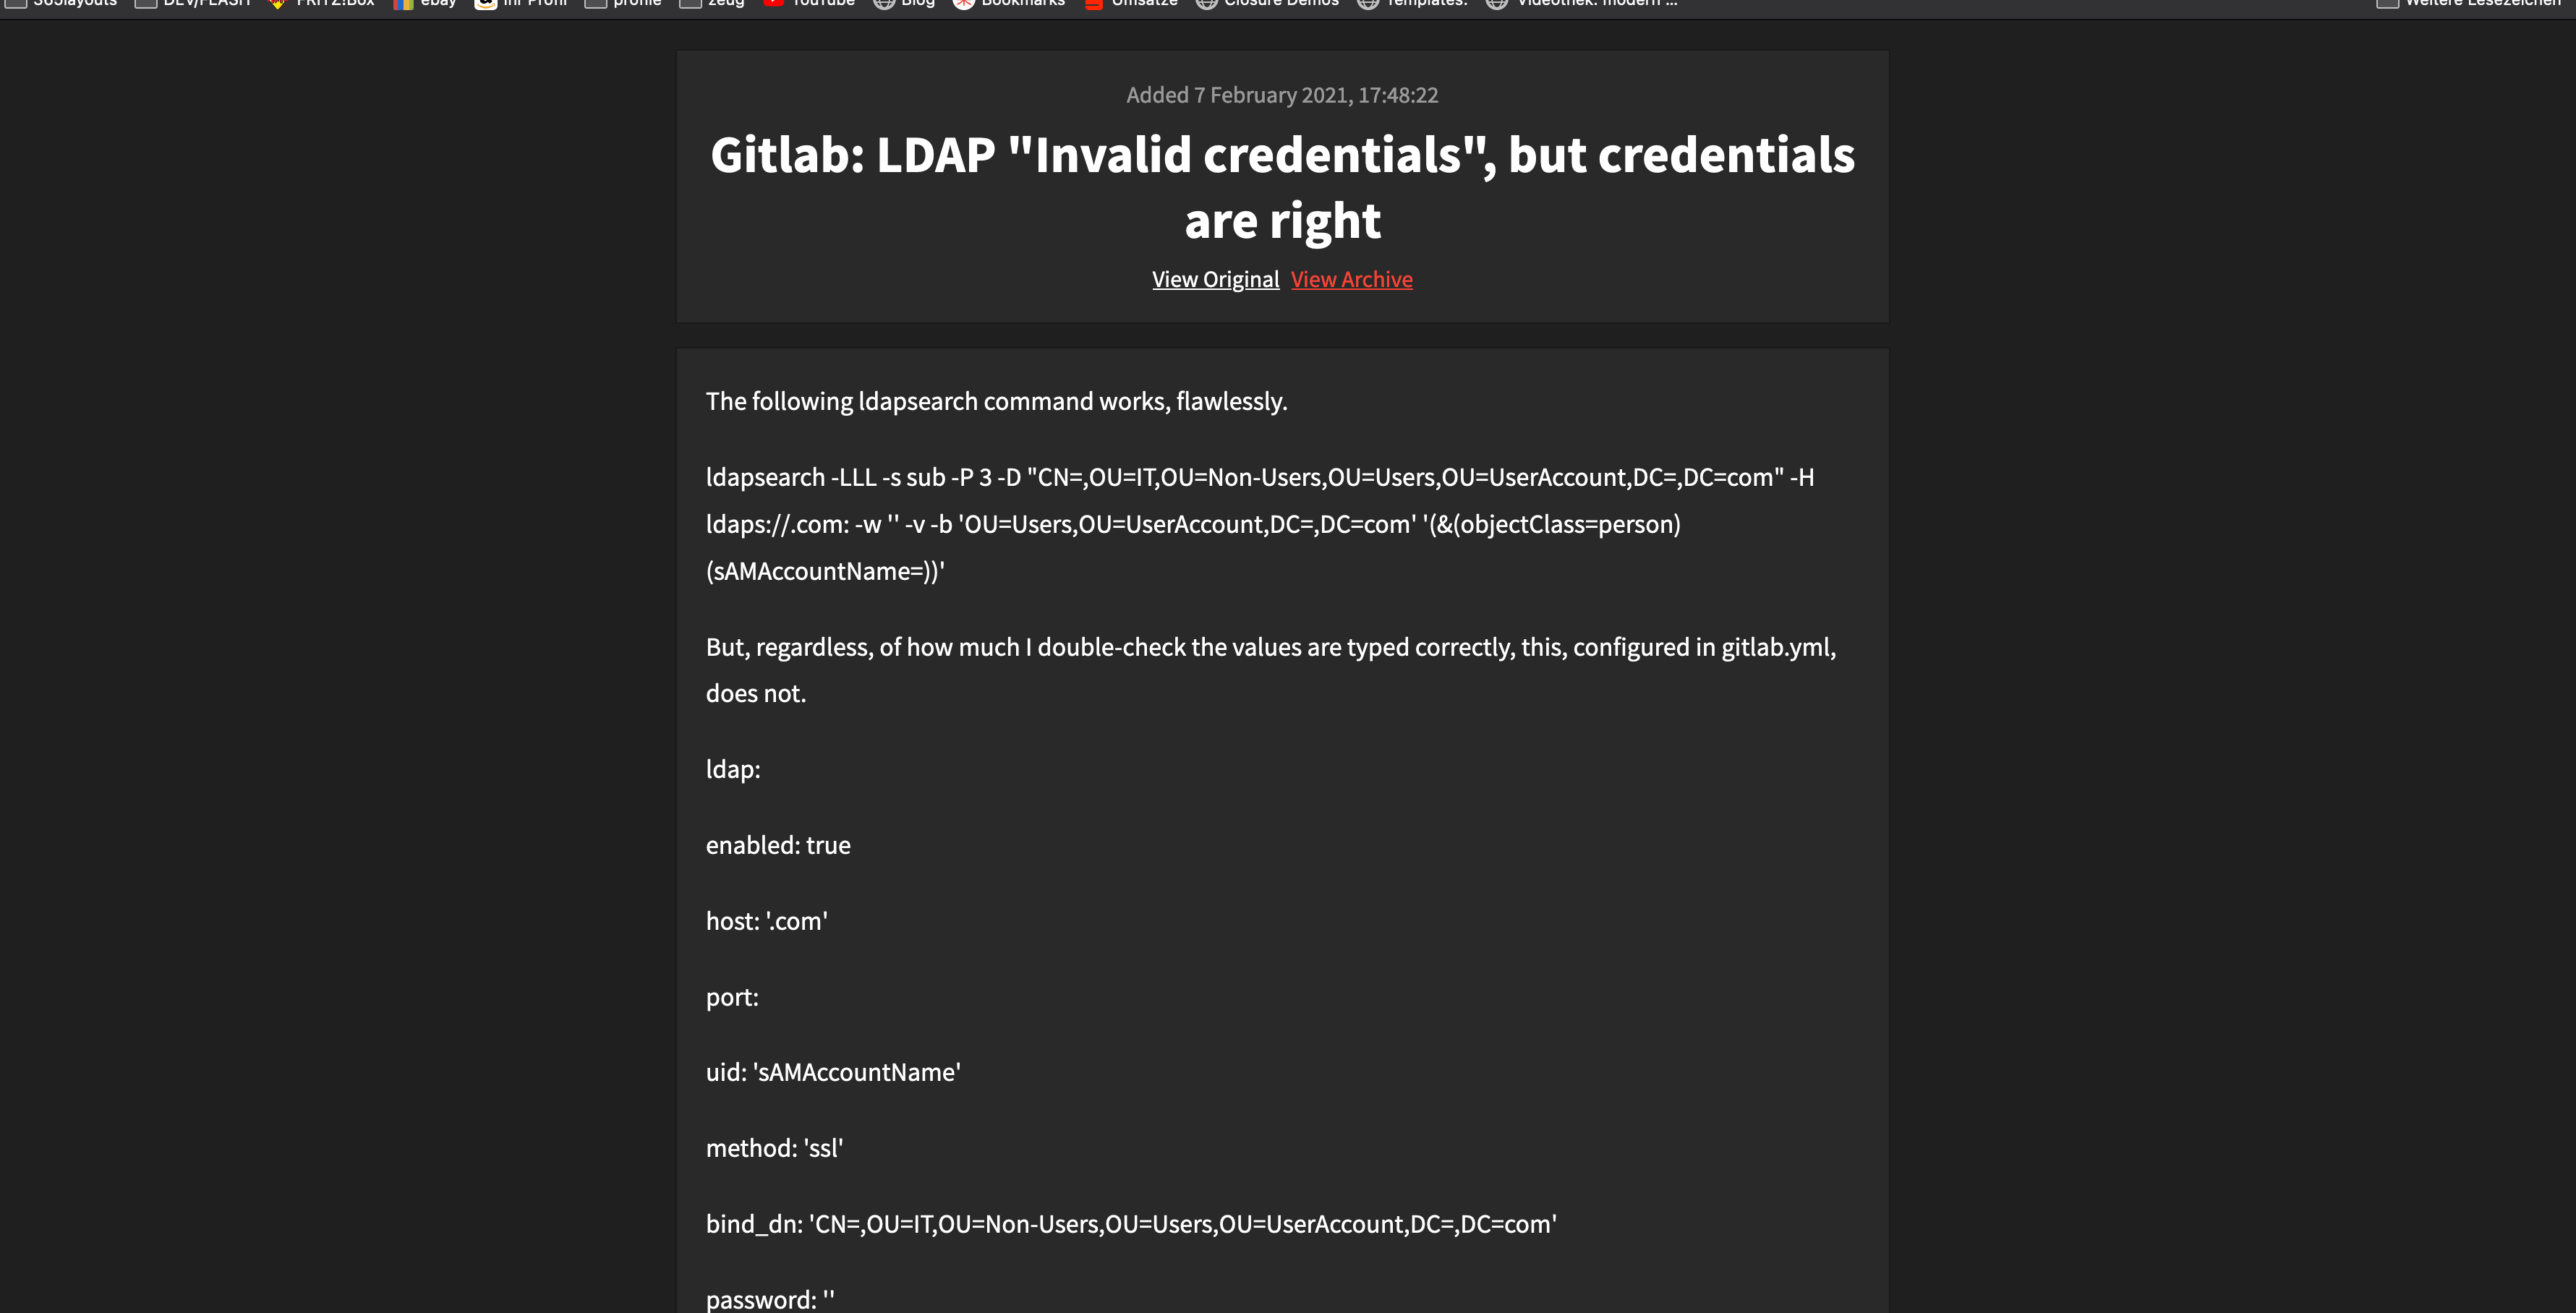 365layouts DEV/FLASH FRITZ!Box ebay Ihr Profil profile zeug YouTube Blog Bookmarks Umsätze Closure Demos Templates. Videothek: modern ... Weitere Lesezeichen
Added 7 February 2021, 17:48:22
Gitlab: LDAP "Invalid credentials", but credentials
are right
View Original View Archive
The following ldapsearch command works, flawlessly.
ldapsearch -LLL -s sub -P 3 -D "CN=,OU=IT,OU=Non-Users,OU=Users,OU=UserAccount,DC=,DC=com" -H
ldaps://.com: -w '' -v -b 'OU=Users,OU=UserAccount,DC=,DC=com' '(&(objectClass=person)
(sAMAccountName=))'
But, regardless, of how much I double-check the values are typed correctly, this, configured in gitlab.yml,
does not.
ldap:
enabled: true
host: '.com'
port:
uid: 'sAMAccountName'
method: 'ssl'
bind_dn: 'CN=,OU=IT,OU=Non-Users,OU=Users,OU=UserAccount,DC=,DC=com'
password: ''